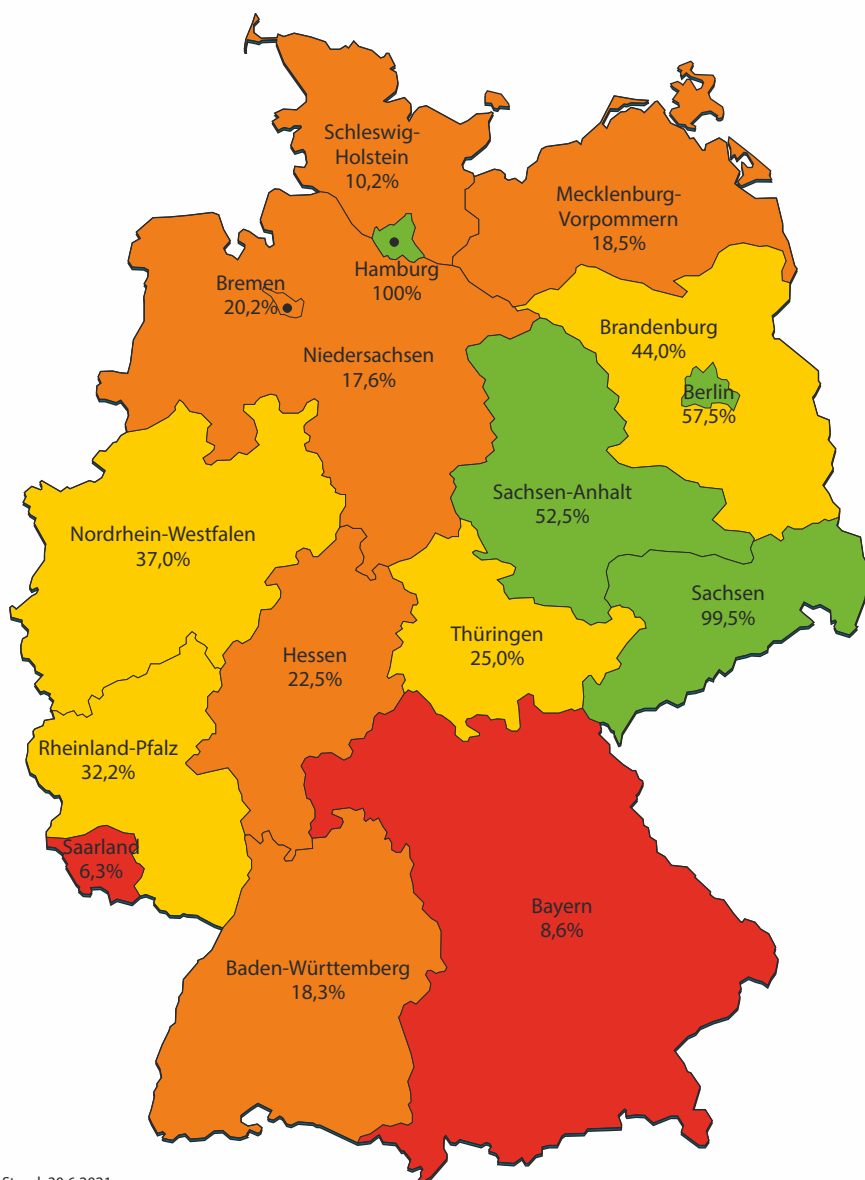 Schleswig-
Holstein
10,2%
Mecklenburg-
Vorpommern
18,5%
Hamburg
100%
Bremen
20,2%
Niedersachsen
17,6%
Brandenburg
44,0%
Berlin
57,5%
Sachsen-Anhalt
52,5%
Nordrhein-Westfalen
37,0%
Sachsen
99,5%
Thüringen
25,0%
Hessen
22,5%
Rheinland-Pfalz
32,2%
Saarland
6,3%
Bayern
8,6%
Baden-Württemberg
18,3%